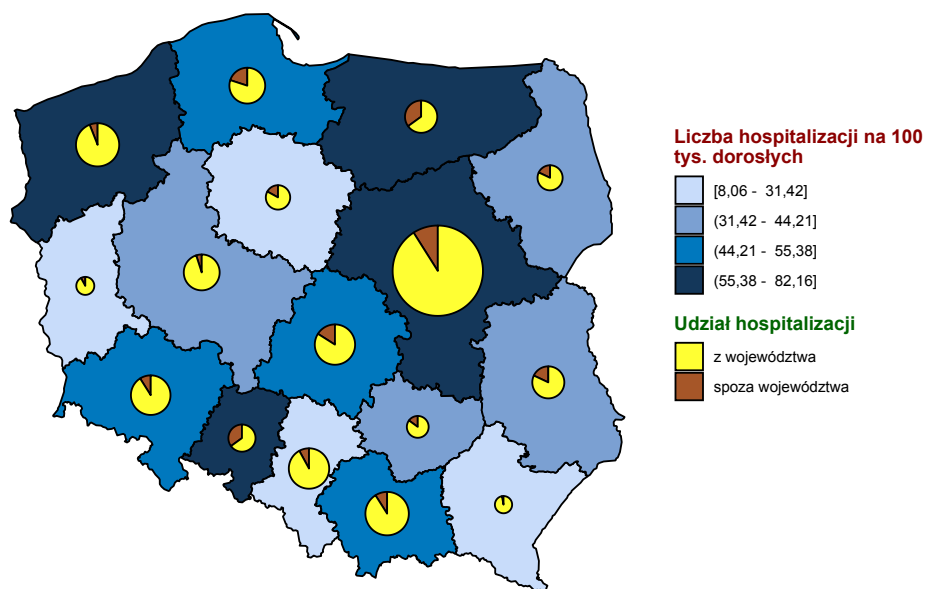 Liczba hospitalizacji na 100
tys. dorosłych
[8,06 - 31,42]
(31,42 - 44,21]
(44,21 - 55,38]
(55,38 - 82,16]
Udział hospitalizacji
z województwa
spoza województwa